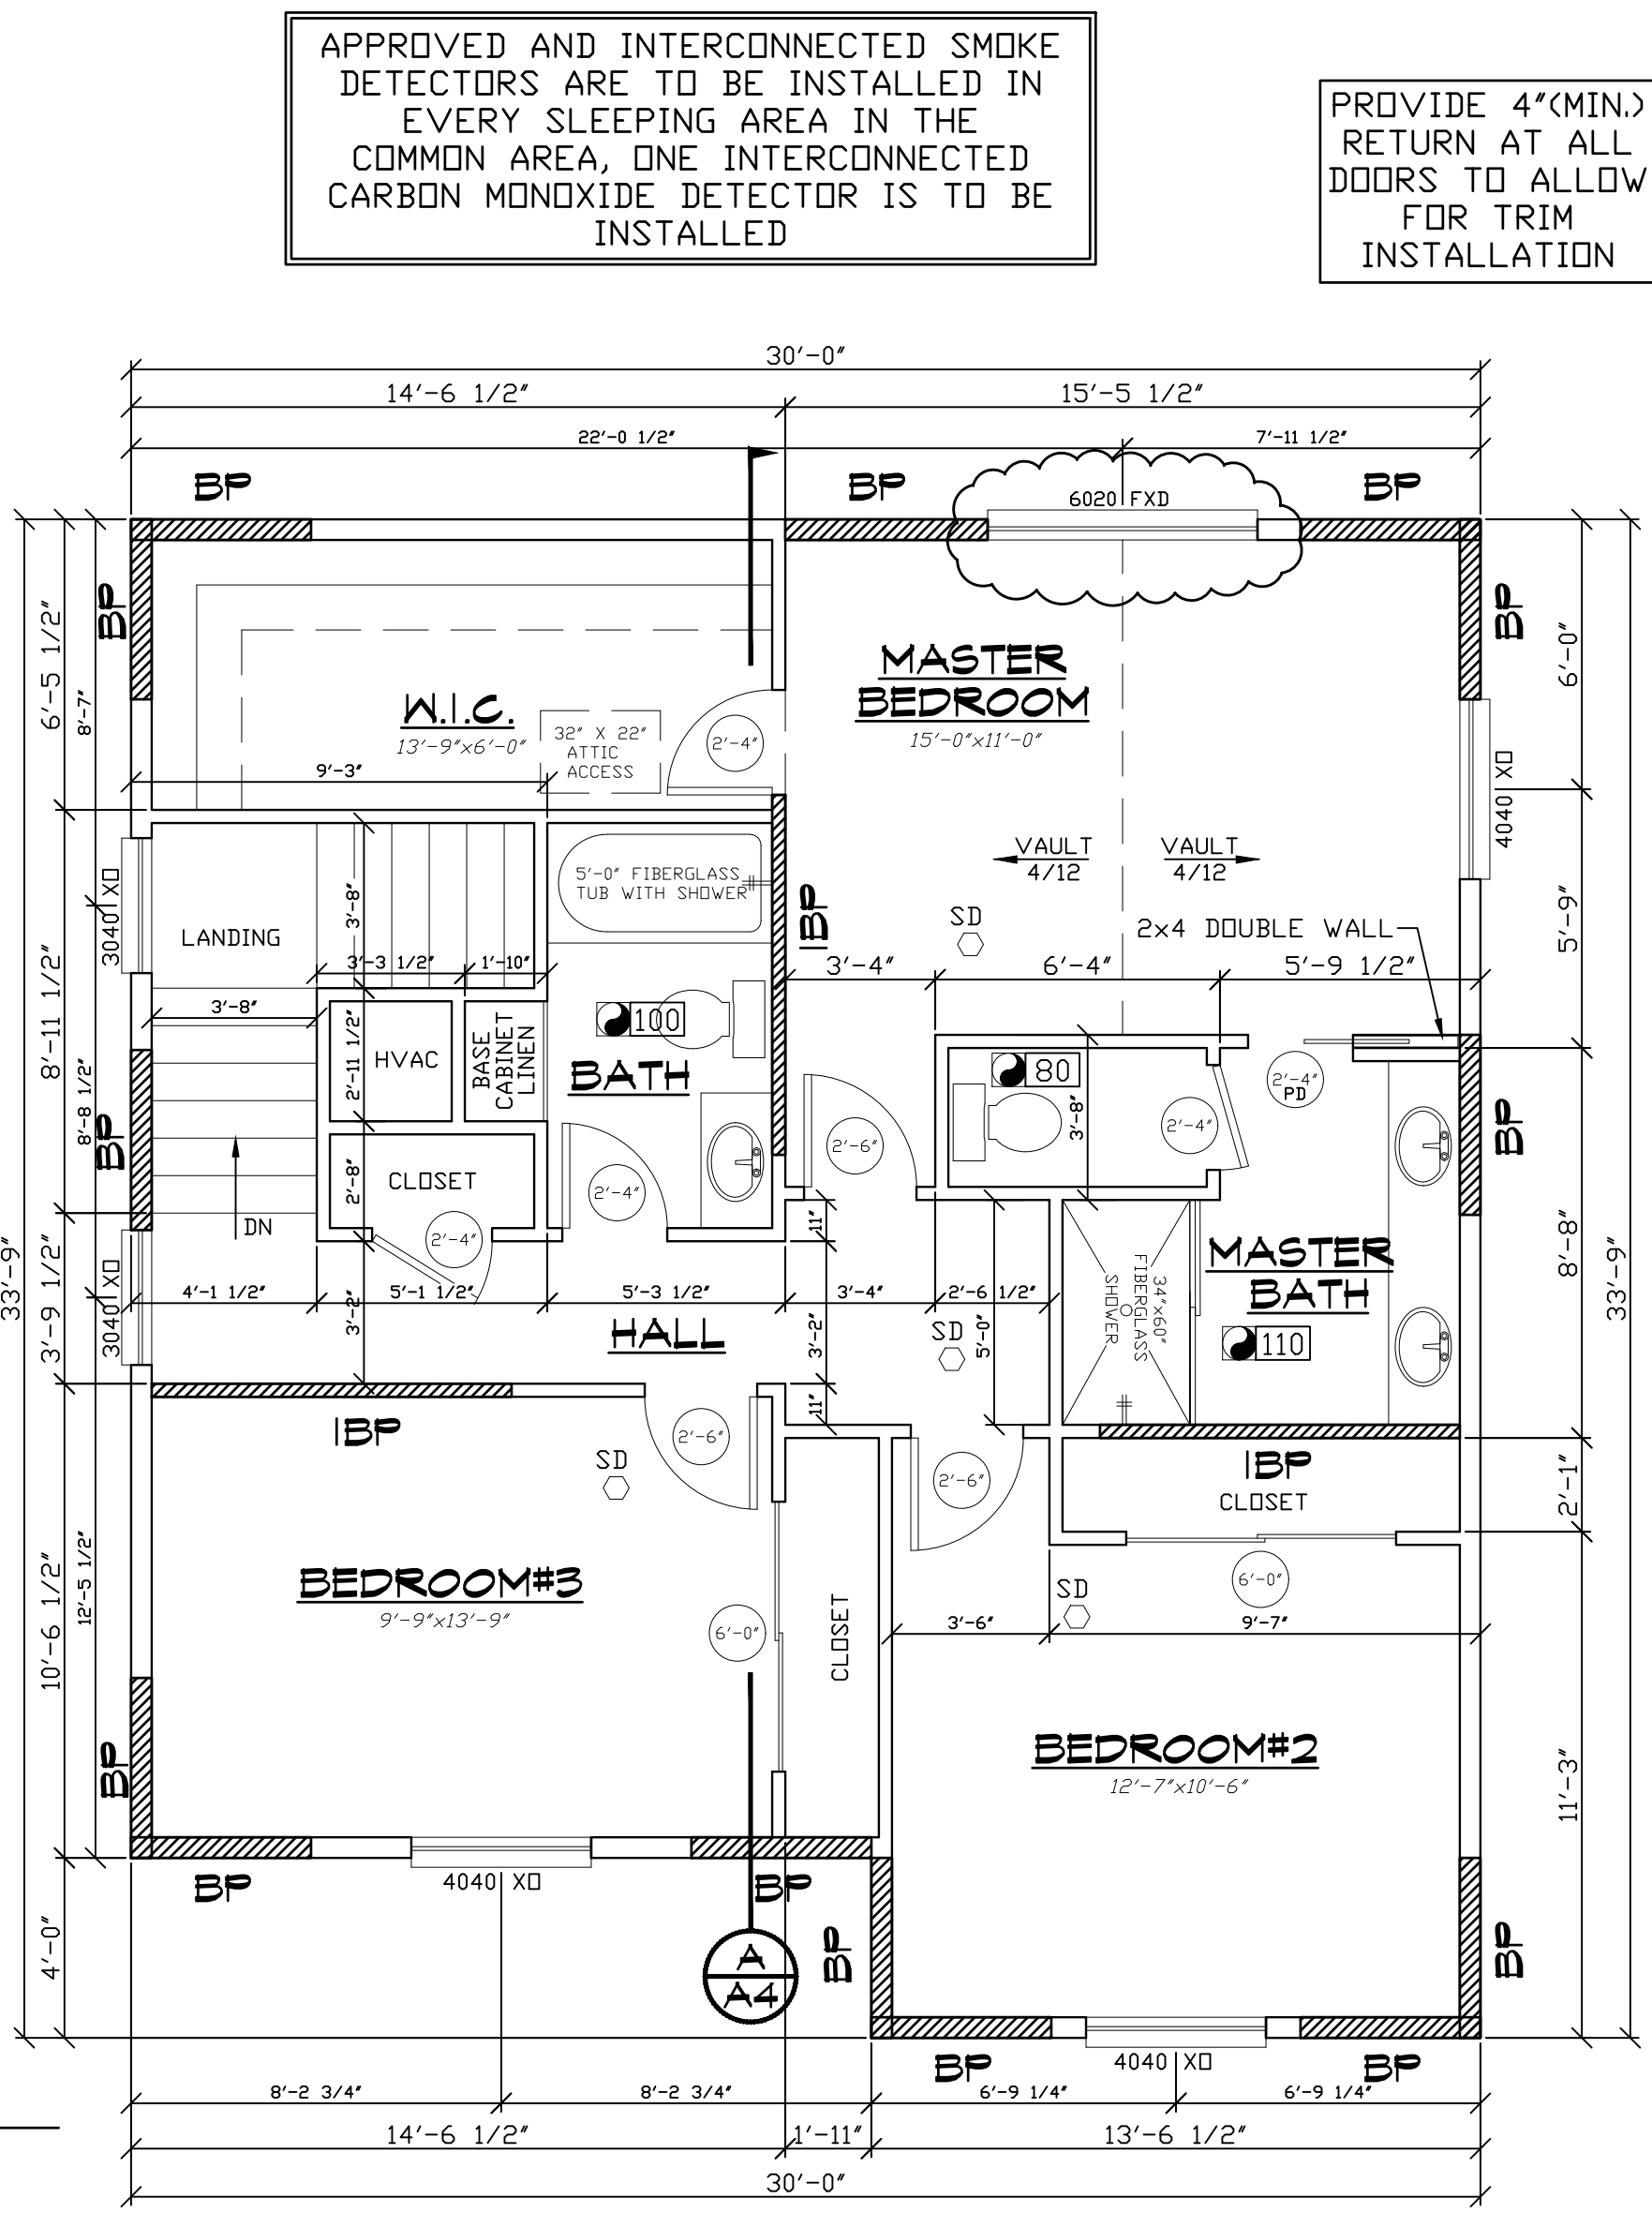 APPROVED AND INTERCONNECTED SMOKE
DETECTORS ARE TO BE INSTALLED IN
EVERY SLEEPING AREA IN THE
COMMON AREA, ONE INTERCONNECTED
CARBON MONOXIDE DETECTOR IS TO BE
INSTALLED
PROVIDE 4"(MIN.)
RETURN AT ALL
DOORS TO ALLOW
FOR TRIM
INSTALLATION
30'-0"
14'-6 1/2"
15'-5 1/2"
22'-0 1/2"
7'-11 1/2"
BP
BP
BP
6020 FXD
BP
BP
6'-5 1/2"
8'-7"
6'-0"
MASTER
BEDROOM
15'-0"x11'-0"
W.I.C.
13'-9"x6'-0"
32" X 22"
ATTIC
ACCESS
2'-4"
9'-3"
4040 XO
VAULT
4/12
VAULT
4/12
5'-0" FIBERGLASS
TUB WITH SHOWER
3'-8"
IBP
SD
2x4 DOUBLE WALL
3040 XO
LANDING
5'-9"
8'-11 1/2"
3'-3 1/2"
1'-10"
3'-4"
6'-4"
5'-9 1/2"
3'-8"
100
HVAC
2'-11 1/2"
BASE
CABINET
LINEN
BATH
80
2'-4"
PD
8'-8 1/2"
BP
3'-8"
2'-4"
2'-6"
BP
CLOSET
2'-8"
2'-4"
DN
2'-4"
11"
33'-9"
3'-9 1/2"
3040 XO
8'-8"
33'-9"
MASTER
BATH
34"x60"
FIBERGLASS
SHOWER
4'-1 1/2"
5'-1 1/2"
5'-3 1/2"
3'-4"
2'-6 1/2"
3'-2"
HALL
3'-2"
SD
5'-0"
110
11"
IBP
2'-6"
SD
2'-6"
IBP
CLOSET
2'-1"
10'-6 1/2"
12'-5 1/2"
BEDROOM#3
9'-9"x13'-9"
6'-0"
CLOSET
SD
6'-0"
3'-6"
9'-7"
BEDROOM#2
12'-7"x10'-6"
11'-3"
BP
BP
4040 XO
BP
4'-0"
A
A4
BP
BP
BP
4040 XO
BP
8'-2 3/4"
8'-2 3/4"
6'-9 1/4"
6'-9 1/4"
14'-6 1/2"
1'-11"
13'-6 1/2"
30'-0"